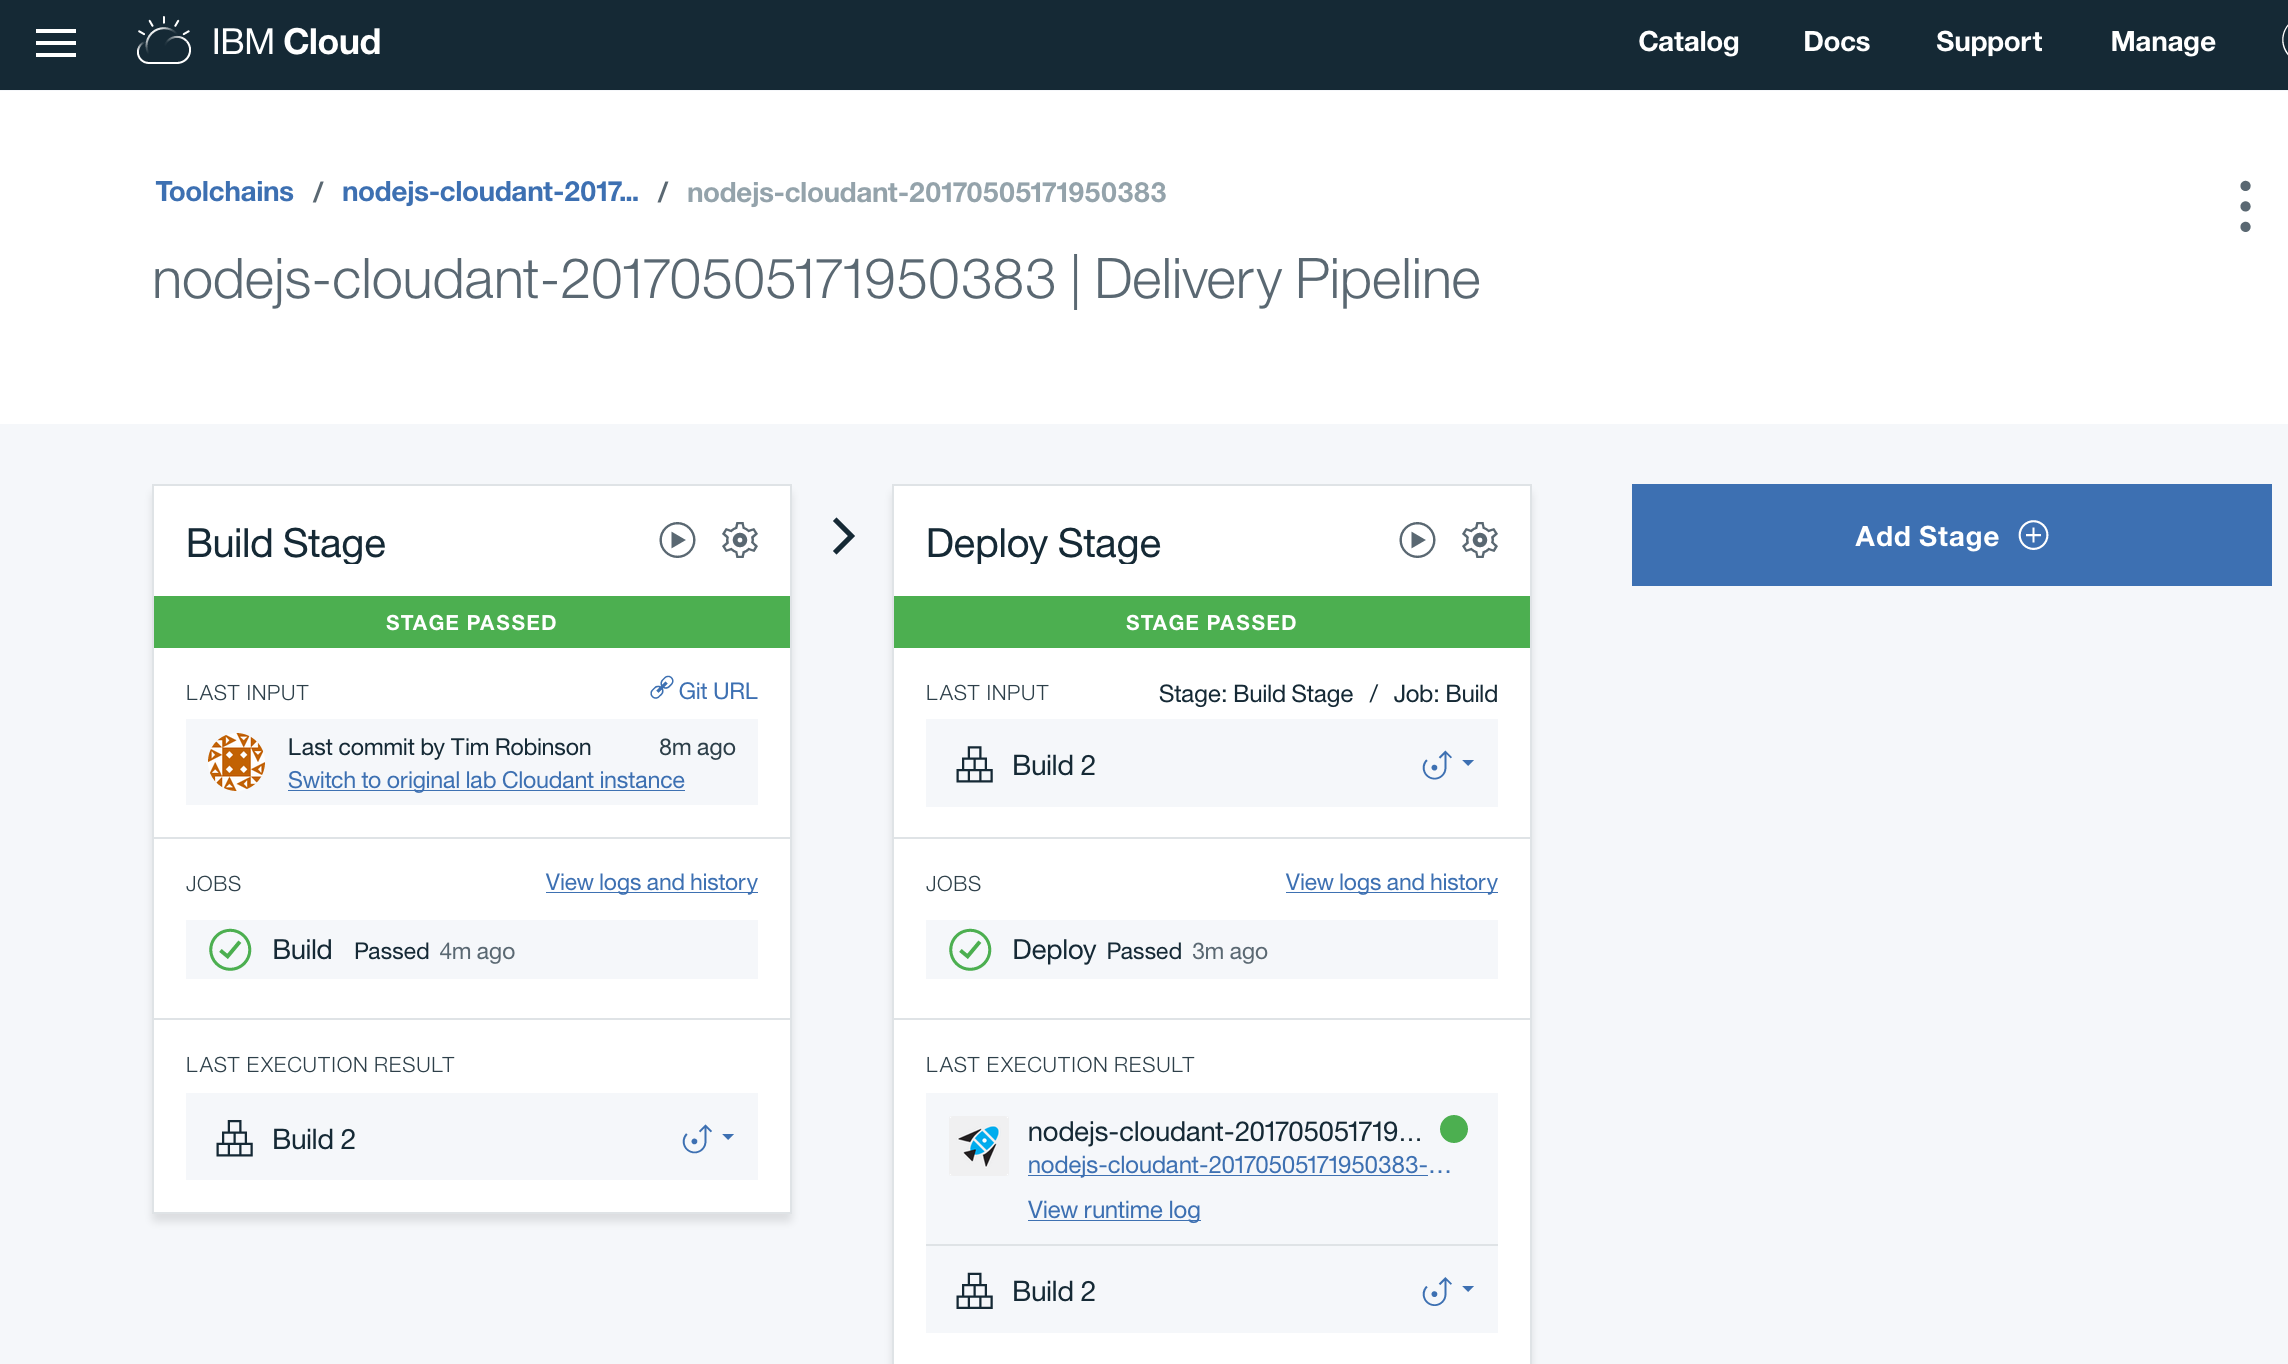 IBM Cloud
Catalog Docs Support Manage
Toolchains / nodejs-cloudant-2017... / nodejs-cloudant-20170505171950383
nodejs-cloudant-20170505171950383 | Delivery Pipeline
Build Stage
STAGE PASSED
LAST INPUT Git URL
Last commit by Tim Robinson 8m ago
Switch to original lab Cloudant instance
JOBS View logs and history
Build Passed 4m ago
LAST EXECUTION RESULT
Build 2
Deploy Stage
STAGE PASSED
LAST INPUT Stage: Build Stage / Job: Build
Build 2
JOBS View logs and history
Deploy Passed 3m ago
LAST EXECUTION RESULT
nodejs-cloudant-201705051719...
nodejs-cloudant-20170505171950383-...
View runtime log
Build 2
Add Stage